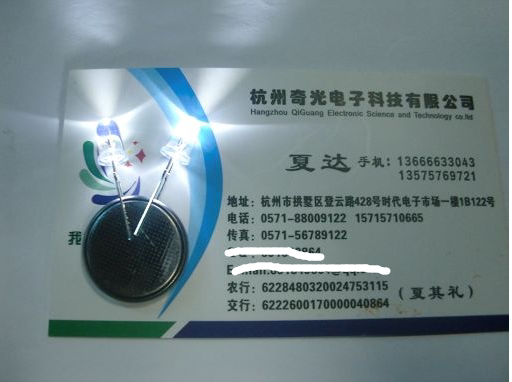 杭州奇光电子科技有限公司
Hangzhou QiGuang Electronic Science and Technology co.ltd
夏达 手机：13666633043
13575769721
地址：杭州市拱墅区登云路428号时代电子市场一楼1B122号
电话：0571-88009122 15715710665
我
传真：0571-56789122
0864
农行：6228480320024753115
（夏其礼）
交行：6222600170000040864